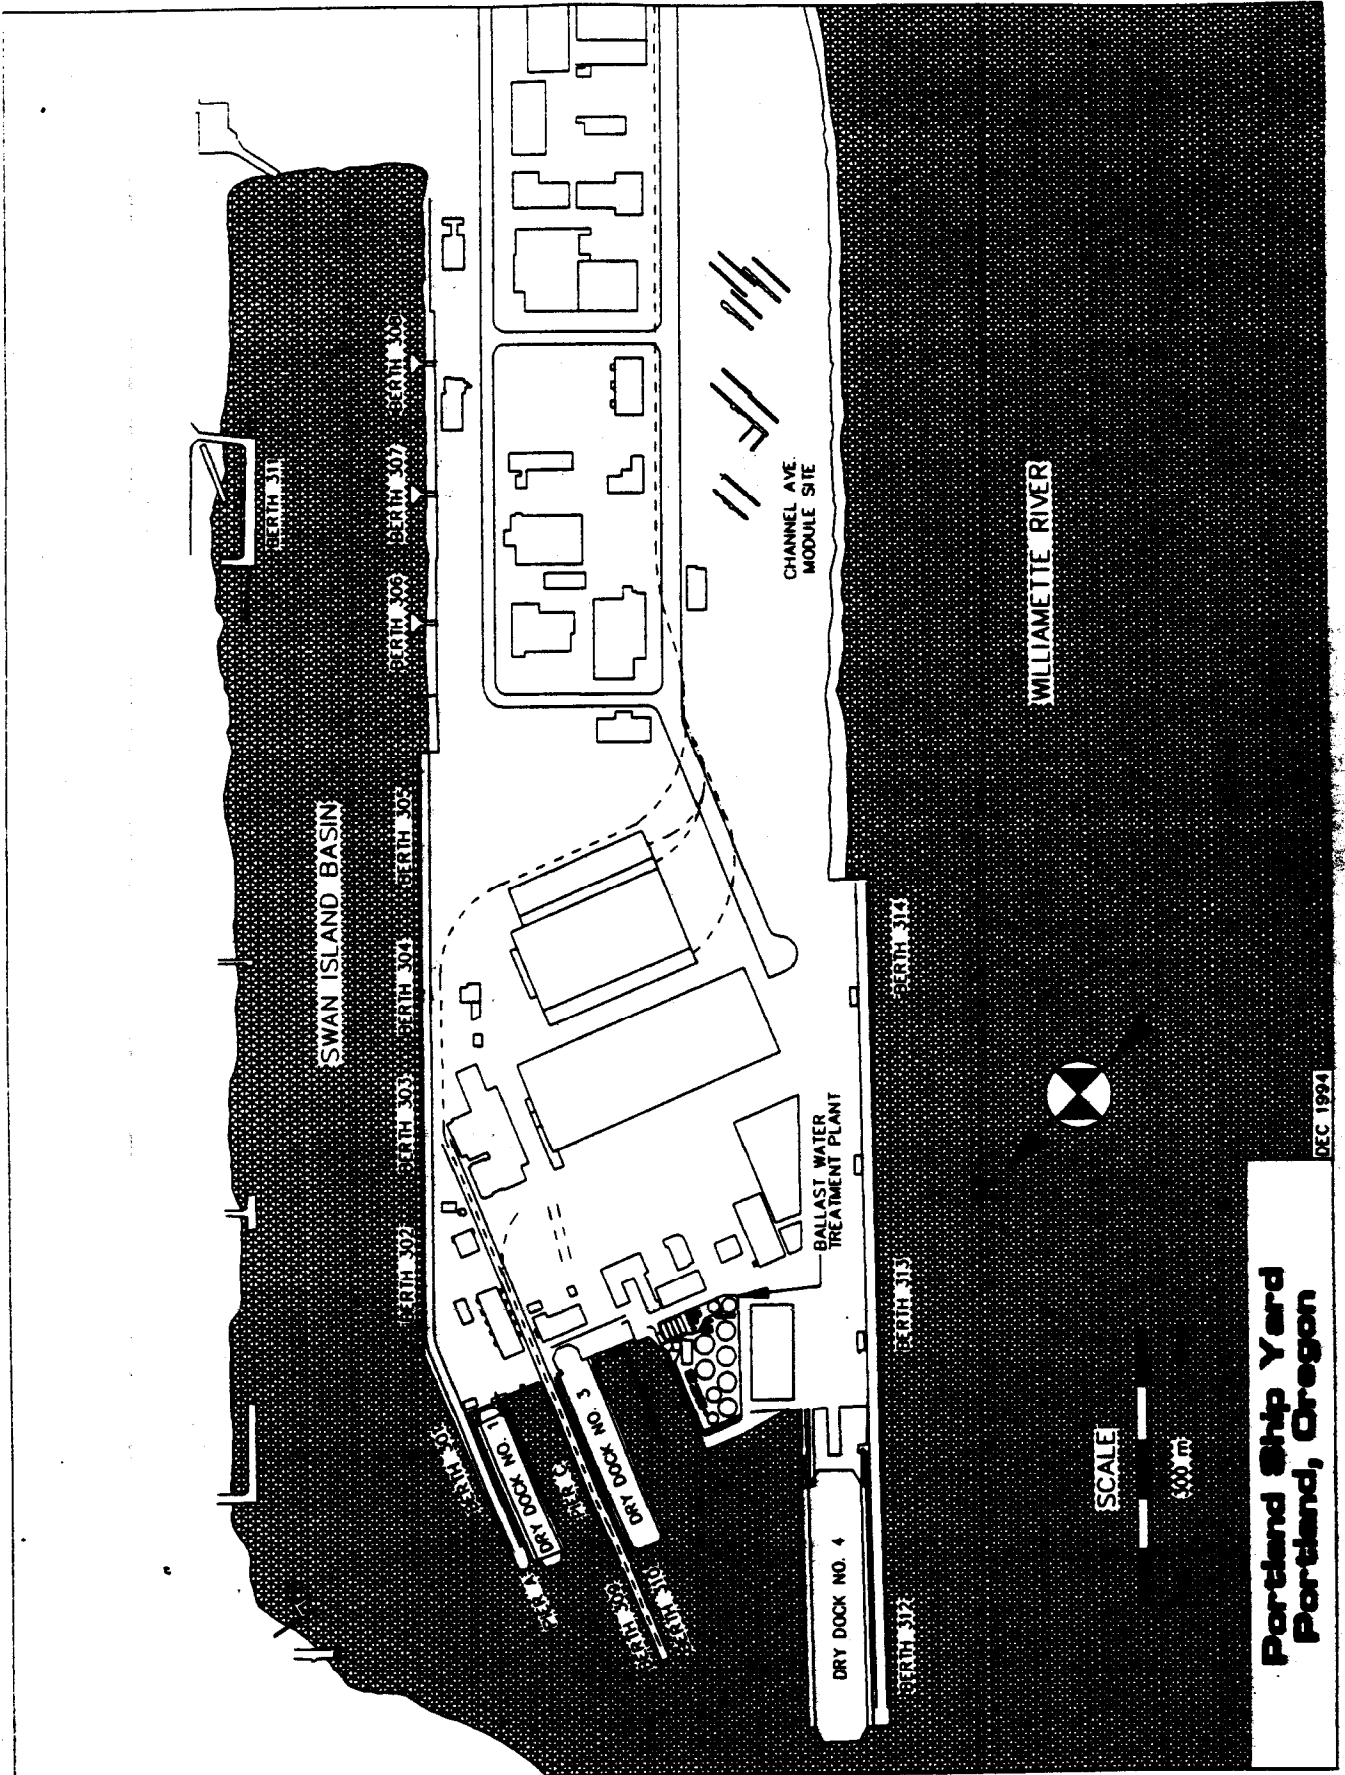 SWAN ISLAND BASIN
BERTH 311
BERTH 308
BERTH 307
BERTH 306
BERTH 305
BERTH 304
BERTH 303
BERTH 302
BERTH 301
PIER A
DRY DOCK NO. 1
PIER C
BERTH 309
BERTH 310
DRY DOCK NO. 3
DRY DOCK NO. 4
BERTH 312
BERTH 313
BERTH 314
BALLAST WATER
TREATMENT PLANT
CHANNEL AVE.
MODULE SITE
WILLIAMETTE RIVER
SCALE
300 m
DEC 1994
Portland Ship Yard
Portland, Oregon